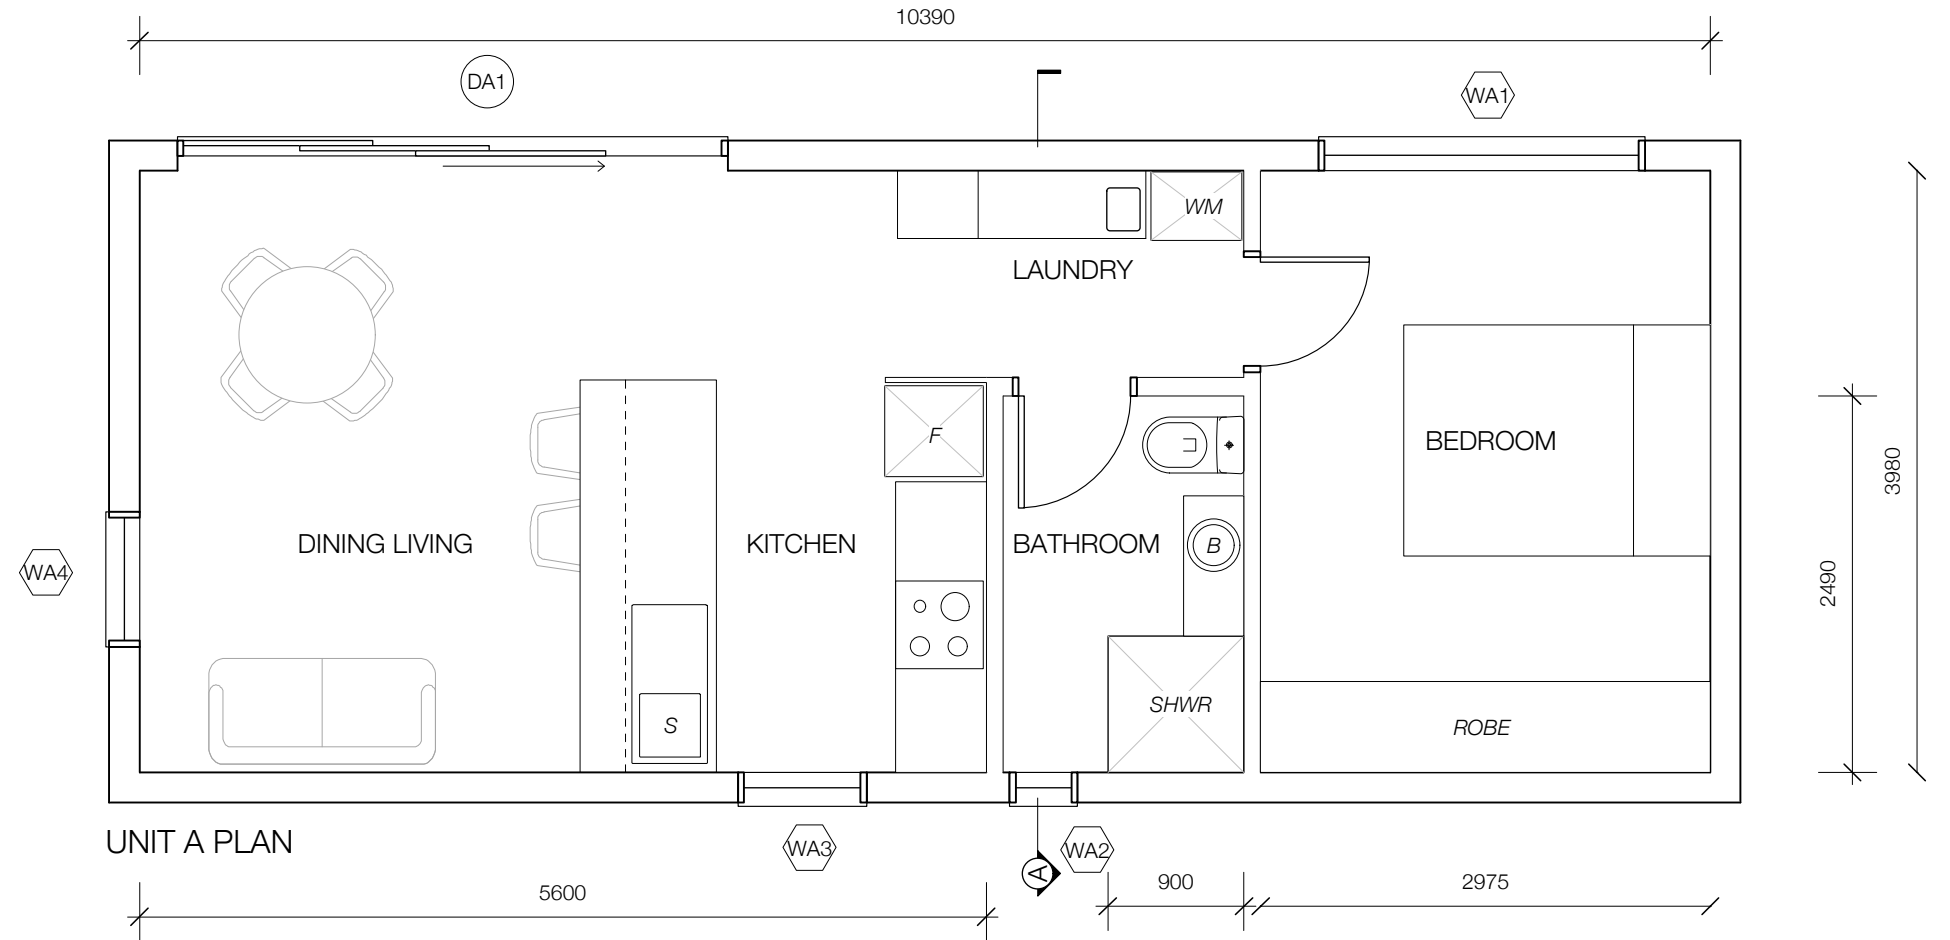 10390
DA1
WA1
WM
LAUNDRY
F
BEDROOM
3980
DINING LIVING
KITCHEN
BATHROOM
B
WA4
2490
S
SHWR
ROBE
UNIT A PLAN
WA3
WA2
A
5600
900
2975